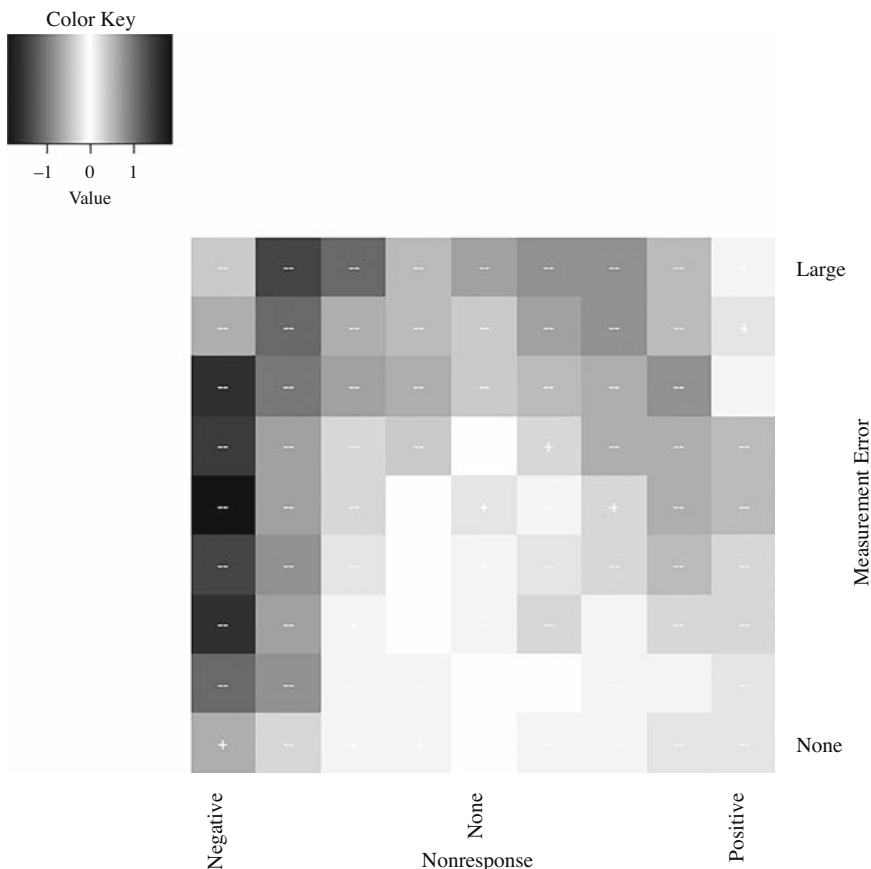 Color Key
–1 0 1
Value
-- -- -- -- -- -- -- --
Large
-- -- -- -- -- -- -- -- +
-- -- -- -- -- -- -- --
-- -- -- -- + -- -- --
-- -- -- + + -- --
-- -- -- -- -- -- --
-- -- -- -- --
-- -- --
+ -- + + -- --
None
Measurement Error
Negative
None
Positive
Nonresponse